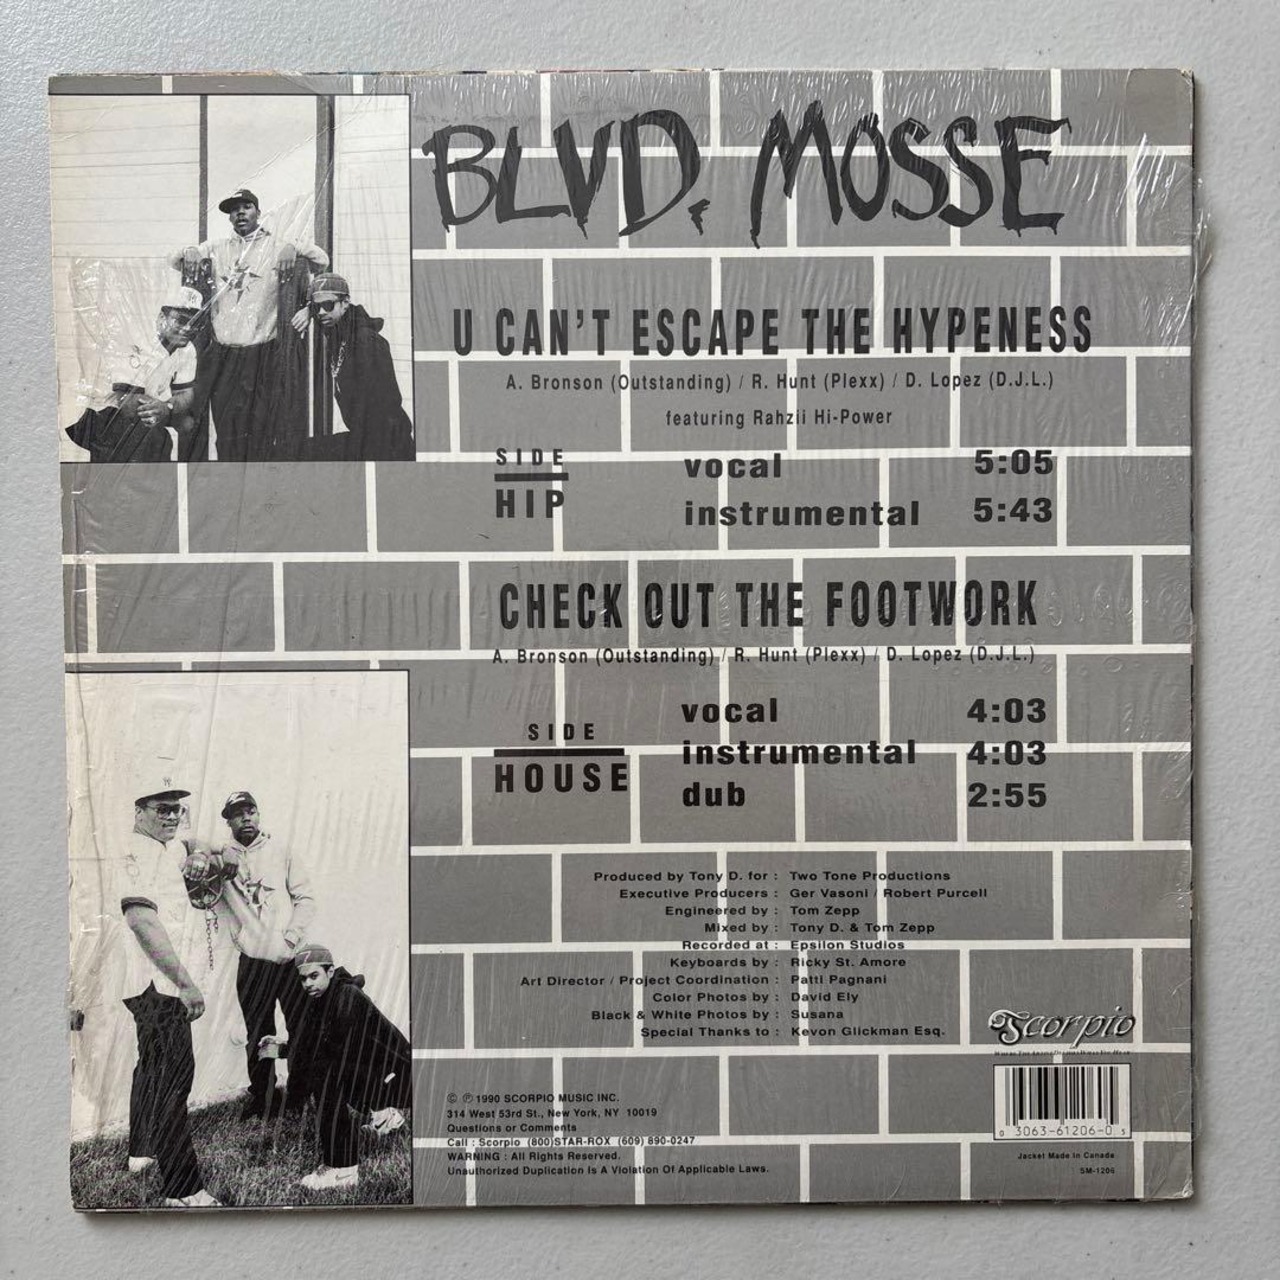 BLVD. MOSSE
U CAN'T ESCAPE THE HYPENESS
A. Bronson (Outstanding) / R. Hunt (Plexx) / D. Lopez (D.J.L.)
featuring Rahzii Hi-Power
SIDE
HIP
vocal 5:05
instrumental 5:43
CHECK OUT THE FOOTWORK
A. Bronson (Outstanding) / R. Hunt (Plexx) / D. Lopez (D.J.L.)
SIDE
HOUSE
vocal 4:03
instrumental 4:03
dub 2:55
Produced by Tony D. for : Two Tone Productions
Executive Producers : Ger Vasoni / Robert Purcell
Engineered by : Tom Zepp
Mixed by : Tony D. & Tom Zepp
Recorded at : Epsilon Studios
Keyboards by : Ricky St. Amore
Art Director / Project Coordination : Patti Pagnani
Color Photos by : David Ely
Black & White Photos by : Susana
Special Thanks to : Kevon Glickman Esq.
Scorpio
© ℗ 1990 SCORPIO MUSIC INC.
314 West 53rd St., New York, NY 10019
Questions or Comments
Call : Scorpio (800)STAR-ROX (609) 890-0247
WARNING : All Rights Reserved.
Unauthorized Duplication Is A Violation Of Applicable Laws.
0 3063-61206-0 5
Jacket Made In Canada
SM-1206